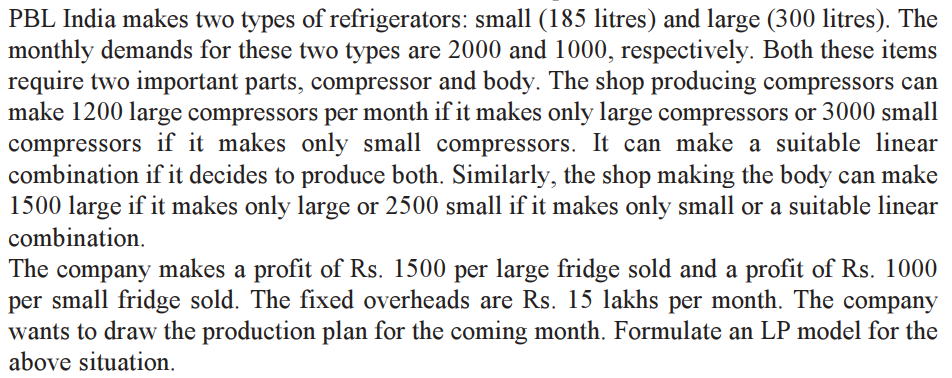 PBL India makes two types of refrigerators: small (185 litres) and large (300 litres). The
monthly demands for these two types are 2000 and 1000, respectively. Both these items
require two important parts, compressor and body. The shop producing compressors can
make 1200 large compressors per month if it makes only large compressors or 3000 small
compressors if it makes only small compressors. It can make a suitable linear
combination if it decides to produce both. Similarly, the shop making the body can make
1500 large if it makes only large or 2500 small if it makes only small or a suitable linear
combination.
The company makes a profit of Rs. 1500 per large fridge sold and a profit of Rs. 1000
per small fridge sold. The fixed overheads are Rs. 15 lakhs per month. The company
wants to draw the production plan for the coming month. Formulate an LP model for the
above situation.